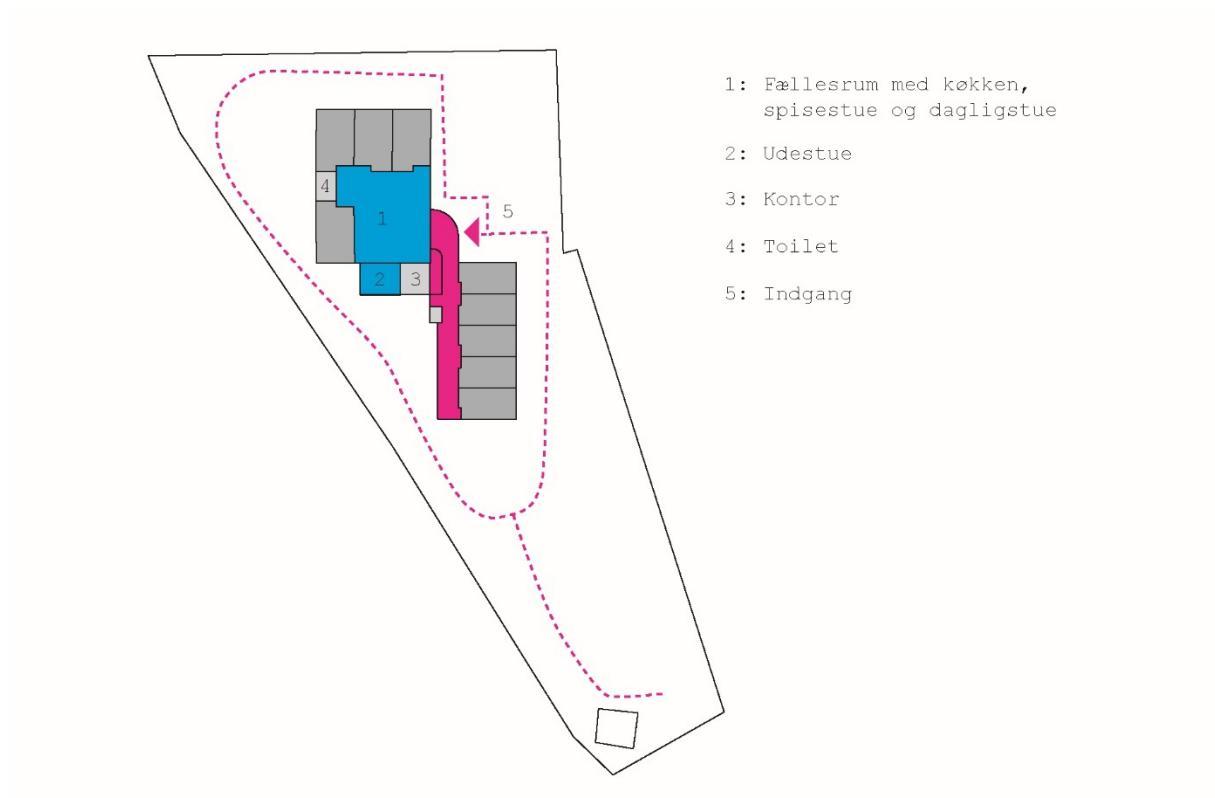 1: Fællesrum med køkken,
spisestue og dagligstue
2: Udestue
3: Kontor
4: Toilet
5: Indgang
4
1
5
2
3